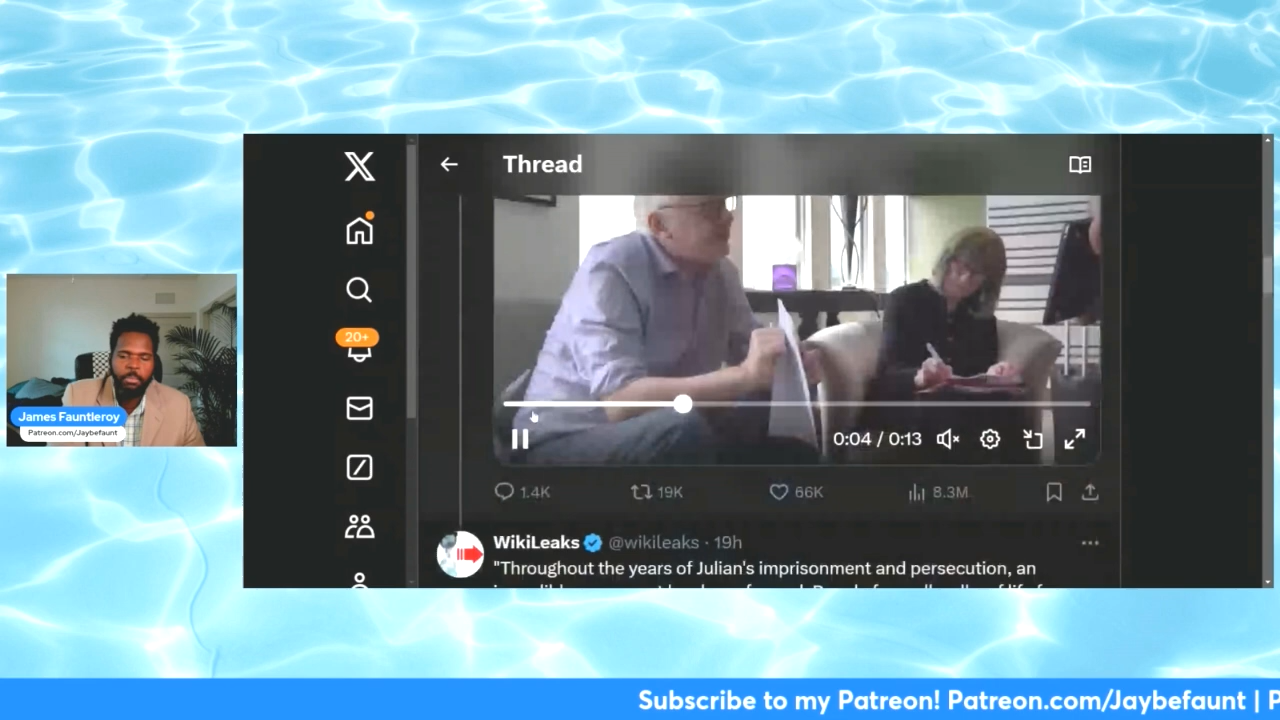 Thread
20+
0:04 / 0:13
1.4K
19K
66K
8.3M
WikiLeaks @wikileaks · 19h
"Throughout the years of Julian's imprisonment and persecution, an
James Fauntleroy
Patreon.com/Jaybefaunt
Subscribe to my Patreon! Patreon.com/Jaybefaunt | P